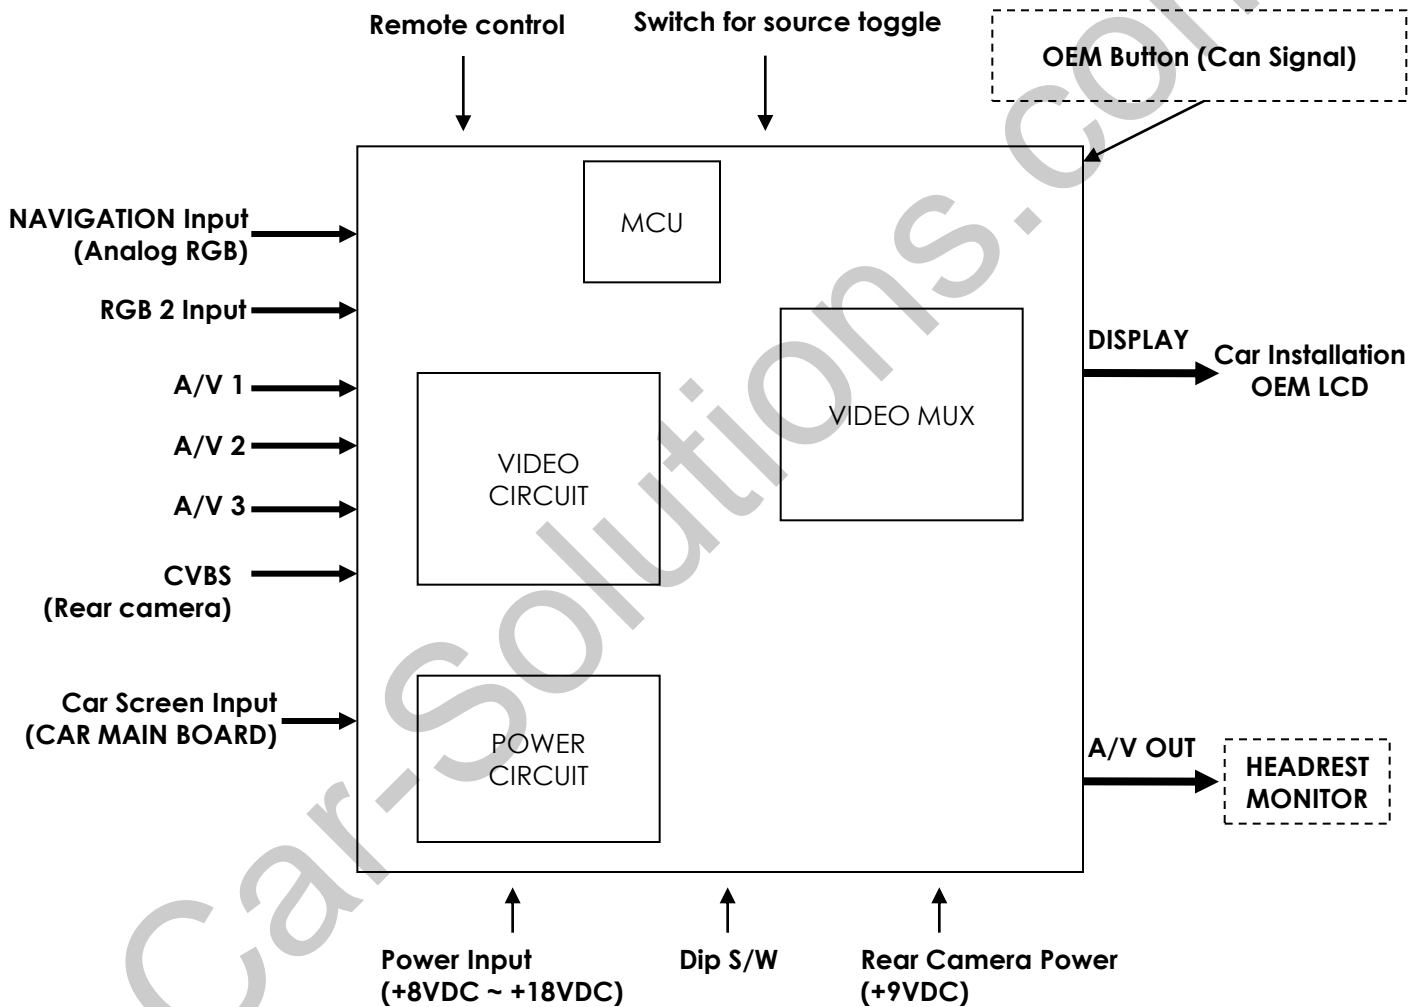 Remote control
Switch for source toggle
OEM Button (Can Signal)
NAVIGATION Input
(Analog RGB)
RGB 2 Input
A/V 1
A/V 2
A/V 3
CVBS
(Rear camera)
Car Screen Input
(CAR MAIN BOARD)
MCU
VIDEO
CIRCUIT
VIDEO MUX
POWER
CIRCUIT
DISPLAY
Car Installation
OEM LCD
A/V OUT
HEADREST
MONITOR
Power Input
(+8VDC ~ +18VDC)
Dip S/W
Rear Camera Power
(+9VDC)
Car-Solutions.com